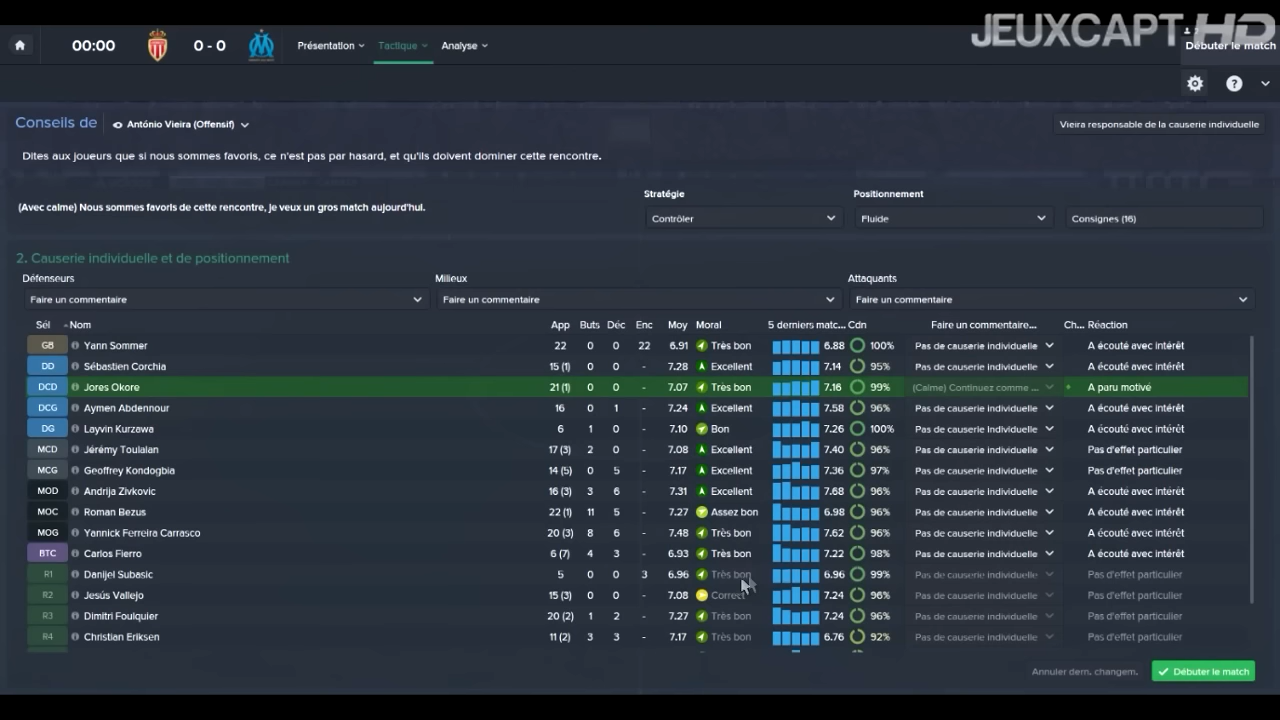 JEUXCAPT-HD
00:00 0 - 0 Présentation Tactique Analyse Débuter le match
Conseils de António Vieira (Offensif) Vieira responsable de la causerie individuelle
Dites aux joueurs que si nous sommes favoris, ce n'est pas par hasard, et qu'ils doivent dominer cette rencontre.
Stratégie Positionnement
(Avec calme) Nous sommes favoris de cette rencontre, je veux un gros match aujourd'hui.
Contrôler Fluide Consignes (16)
2. Causerie individuelle et de positionnement
Défenseurs Milieux Attaquants
Faire un commentaire Faire un commentaire Faire un commentaire
Sél Nom App Buts Déc Enc Moy Moral 5 derniers matc... Cdn Faire un commentaire... Ch... Réaction
GB Yann Sommer 22 0 0 22 6.91 Très bon 6.88 100% Pas de causerie individuelle A écouté avec intérêt
DD Sébastien Corchia 15 (1) 0 0 - 7.28 Excellent 7.14 95% Pas de causerie individuelle A écouté avec intérêt
DCD Jores Okore 21 (1) 0 0 - 7.07 Très bon 7.16 99% (Calme) Continuez comme ... A paru motivé
DCG Aymen Abdennour 16 0 1 - 7.24 Excellent 7.58 96% Pas de causerie individuelle A écouté avec intérêt
DG Layvin Kurzawa 6 1 0 - 7.10 Bon 7.26 100% Pas de causerie individuelle A écouté avec intérêt
MCD Jérémy Toulalan 17 (3) 2 0 - 7.08 Excellent 7.40 96% Pas de causerie individuelle Pas d'effet particulier
MCG Geoffrey Kondogbia 14 (5) 0 5 - 7.17 Excellent 7.36 97% Pas de causerie individuelle Pas d'effet particulier
MOD Andrija Zivkovic 16 (3) 3 6 - 7.31 Excellent 7.68 96% Pas de causerie individuelle A écouté avec intérêt
MOC Roman Bezus 22 (1) 11 5 - 7.27 Assez bon 6.98 96% Pas de causerie individuelle A écouté avec intérêt
MOG Yannick Ferreira Carrasco 20 (3) 8 6 - 7.48 Très bon 7.62 96% Pas de causerie individuelle A écouté avec intérêt
BTC Carlos Fierro 6 (7) 4 3 - 6.93 Très bon 7.22 98% Pas de causerie individuelle A écouté avec intérêt
R1 Danijel Subasic 5 0 0 3 6.96 Très bon 6.96 99% Pas de causerie individuelle Pas d'effet particulier
R2 Jesús Vallejo 15 (3) 0 0 - 7.08 Correct 7.24 96% Pas de causerie individuelle Pas d'effet particulier
R3 Dimitri Foulquier 20 (2) 1 2 - 7.27 Très bon 7.24 96% Pas de causerie individuelle Pas d'effet particulier
R4 Christian Eriksen 11 (2) 3 3 - 7.17 Très bon 6.76 92% Pas de causerie individuelle Pas d'effet particulier
Annuler dern. changem. Débuter le match